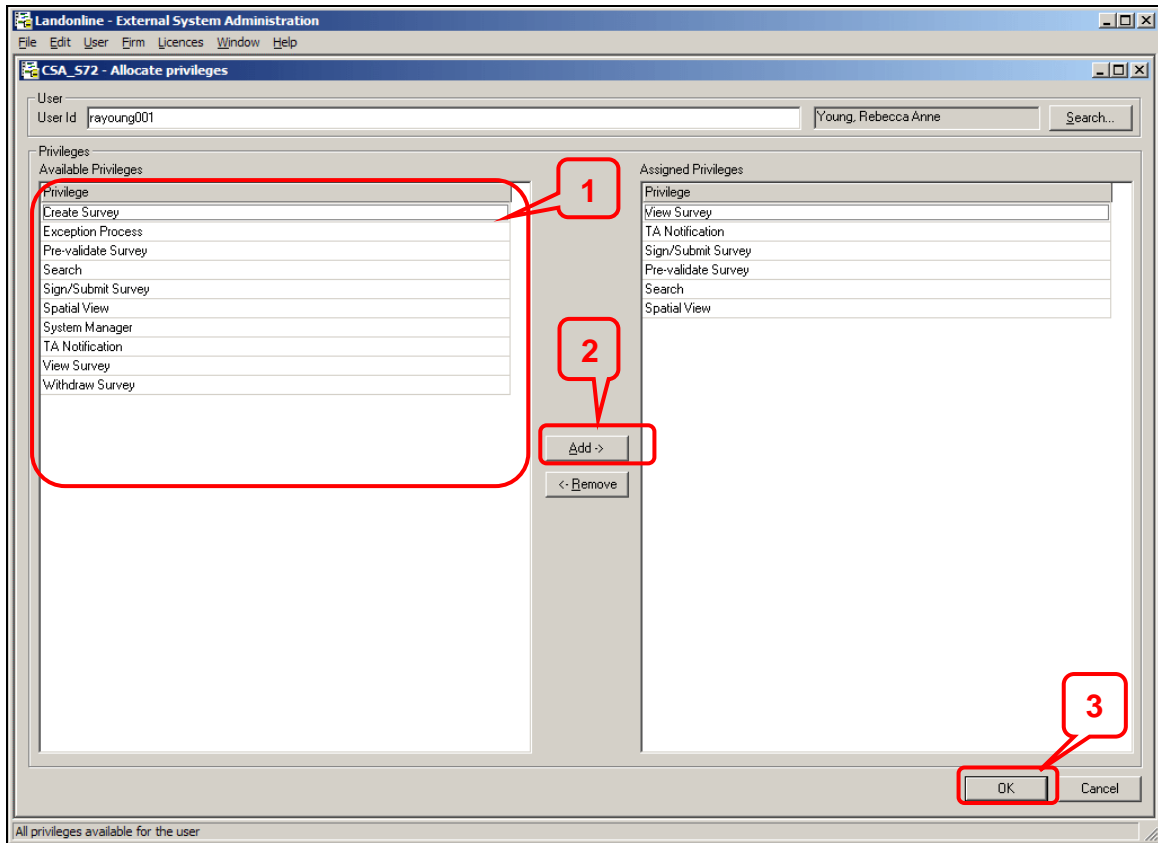 Landonline - External System Administration
File Edit User Firm Licences Window Help
CSA_S72 - Allocate privileges
User
User Id rayoung001 Young, Rebecca Anne Search...
Privileges
Available Privileges Assigned Privileges
Privilege 1 Privilege
Create Survey View Survey
Exception Process TA Notification
Pre-validate Survey Sign/Submit Survey
Search Pre-validate Survey
Sign/Submit Survey Search
Spatial View Spatial View
System Manager
TA Notification 2
View Survey
Withdraw Survey
Add ->
<- Remove
3
OK Cancel
All privileges available for the user